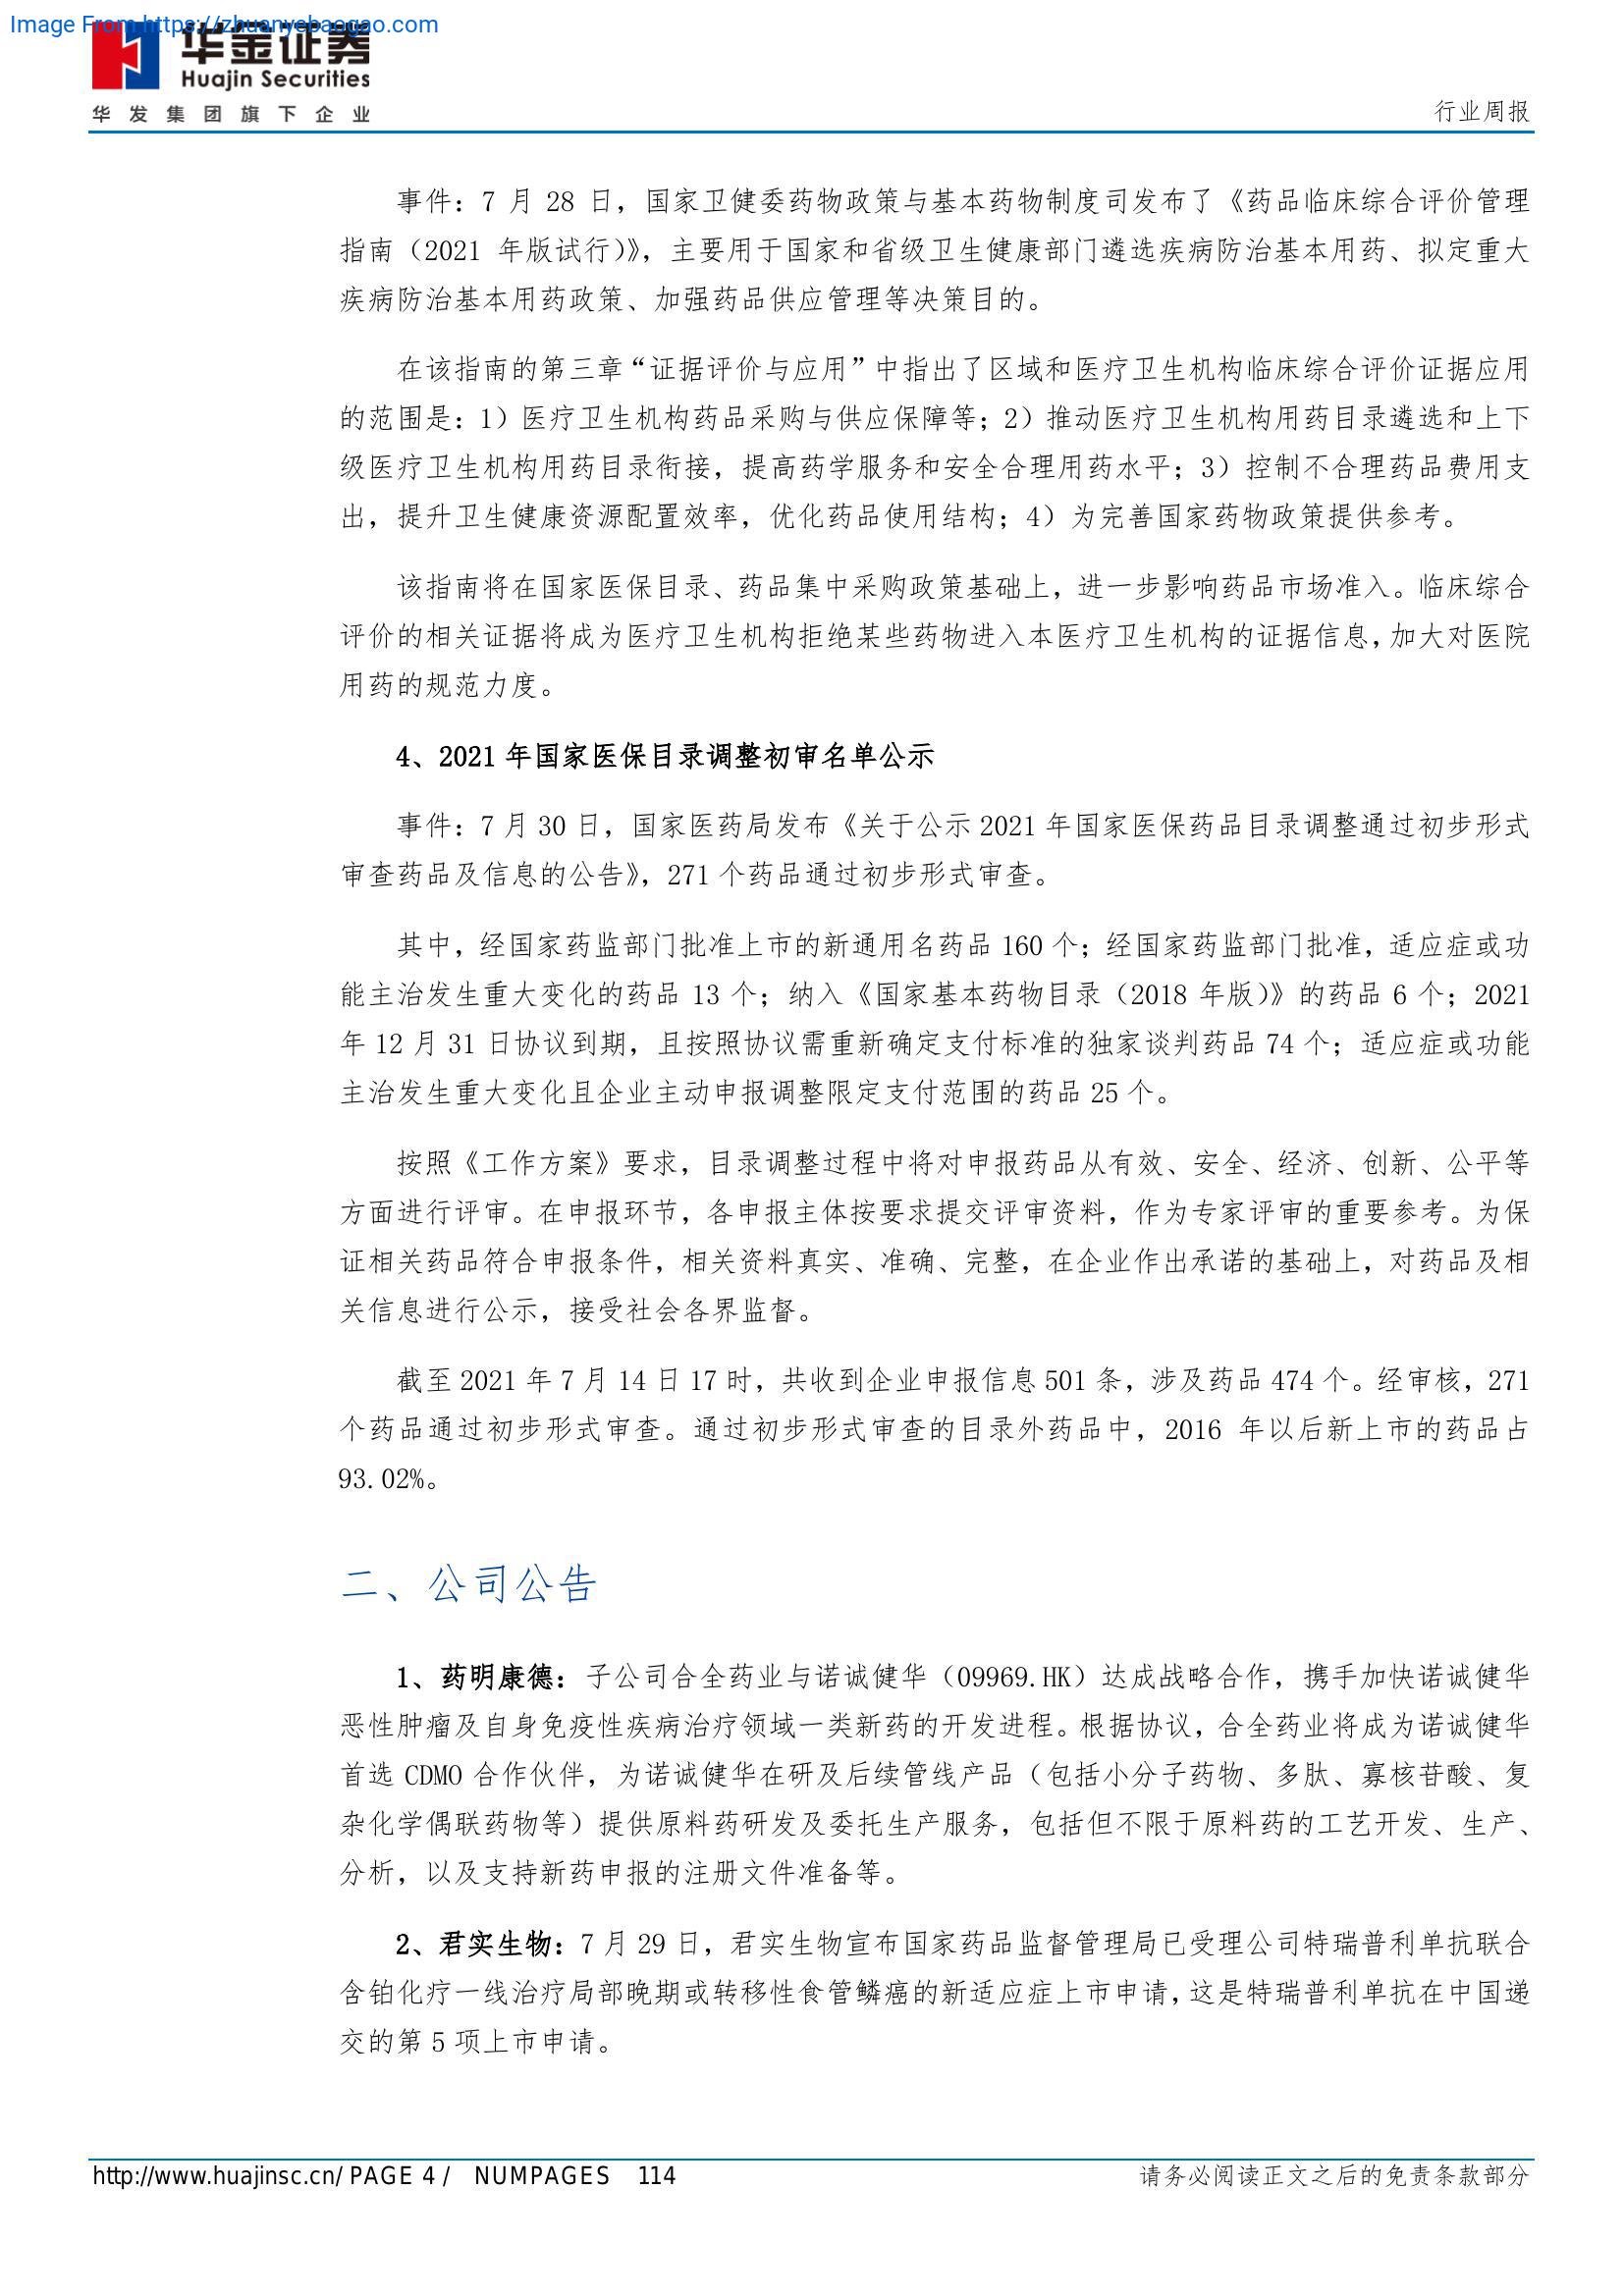 Image From https://zhuanyebaogao.com
华金证券
Huajin Securities
华发集团旗下企业
行业周报
事件：7 月 28 日，国家卫健委药物政策与基本药物制度司发布了《药品临床综合评价管理
指南（2021 年版试行）》，主要用于国家和省级卫生健康部门遴选疾病防治基本用药、拟定重大
疾病防治基本用药政策、加强药品供应管理等决策目的。
在该指南的第三章“证据评价与应用”中指出了区域和医疗卫生机构临床综合评价证据应用
的范围是：1）医疗卫生机构药品采购与供应保障等；2）推动医疗卫生机构用药目录遴选和上下
级医疗卫生机构用药目录衔接，提高药学服务和安全合理用药水平；3）控制不合理药品费用支
出，提升卫生健康资源配置效率，优化药品使用结构；4）为完善国家药物政策提供参考。
该指南将在国家医保目录、药品集中采购政策基础上，进一步影响药品市场准入。临床综合
评价的相关证据将成为医疗卫生机构拒绝某些药物进入本医疗卫生机构的证据信息，加大对医院
用药的规范力度。
4、2021 年国家医保目录调整初审名单公示
事件：7 月 30 日，国家医药局发布《关于公示 2021 年国家医保药品目录调整通过初步形式
审查药品及信息的公告》，271 个药品通过初步形式审查。
其中，经国家药监部门批准上市的新通用名药品 160 个；经国家药监部门批准，适应症或功
能主治发生重大变化的药品 13 个；纳入《国家基本药物目录（2018 年版）》的药品 6 个；2021
年 12 月 31 日协议到期，且按照协议需重新确定支付标准的独家谈判药品 74 个；适应症或功能
主治发生重大变化且企业主动申报调整限定支付范围的药品 25 个。
按照《工作方案》要求，目录调整过程中将对申报药品从有效、安全、经济、创新、公平等
方面进行评审。在申报环节，各申报主体按要求提交评审资料，作为专家评审的重要参考。为保
证相关药品符合申报条件，相关资料真实、准确、完整，在企业作出承诺的基础上，对药品及相
关信息进行公示，接受社会各界监督。
截至 2021 年 7 月 14 日 17 时，共收到企业申报信息 501 条，涉及药品 474 个。经审核，271
个药品通过初步形式审查。通过初步形式审查的目录外药品中，2016 年以后新上市的药品占
93.02%。
二、公司公告
1、药明康德：子公司合全药业与诺诚健华（09969.HK）达成战略合作，携手加快诺诚健华
恶性肿瘤及自身免疫性疾病治疗领域一类新药的开发进程。根据协议，合全药业将成为诺诚健华
首选 CDMO 合作伙伴，为诺诚健华在研及后续管线产品（包括小分子药物、多肽、寡核苷酸、复
杂化学偶联药物等）提供原料药研发及委托生产服务，包括但不限于原料药的工艺开发、生产、
分析，以及支持新药申报的注册文件准备等。
2、君实生物：7 月 29 日，君实生物宣布国家药品监督管理局已受理公司特瑞普利单抗联合
含铂化疗一线治疗局部晚期或转移性食管鳞癌的新适应症上市申请，这是特瑞普利单抗在中国递
交的第 5 项上市申请。
http://www.huajinsc.cn/ PAGE 4 / NUMPAGES 114
请务必阅读正文之后的免责条款部分